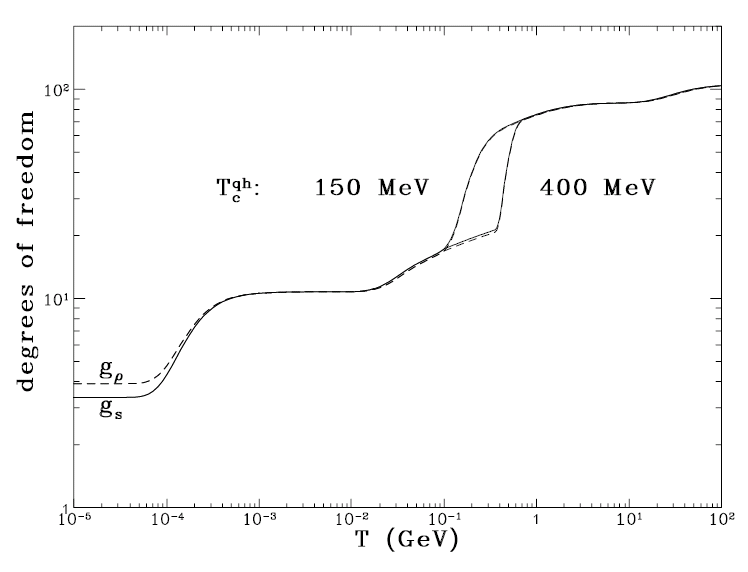 degrees of freedom
10²
T_c^qh: 150 MeV 400 MeV
10¹
g_ρ
g_s
1
10⁻⁵ 10⁻⁴ 10⁻³ 10⁻² 10⁻¹ 1 10¹ 10²
T (GeV)